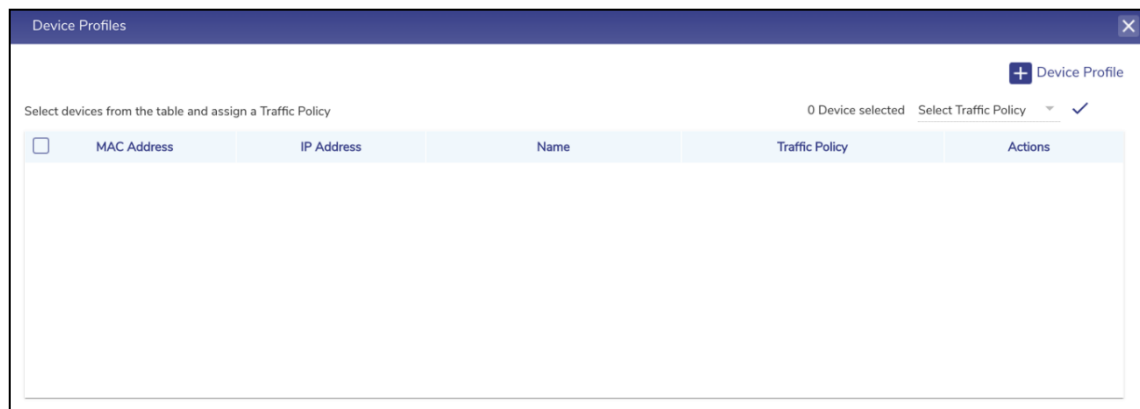 Device Profiles
Device Profile
Select devices from the table and assign a Traffic Policy 0 Device selected Select Traffic Policy
MAC Address IP Address Name Traffic Policy Actions